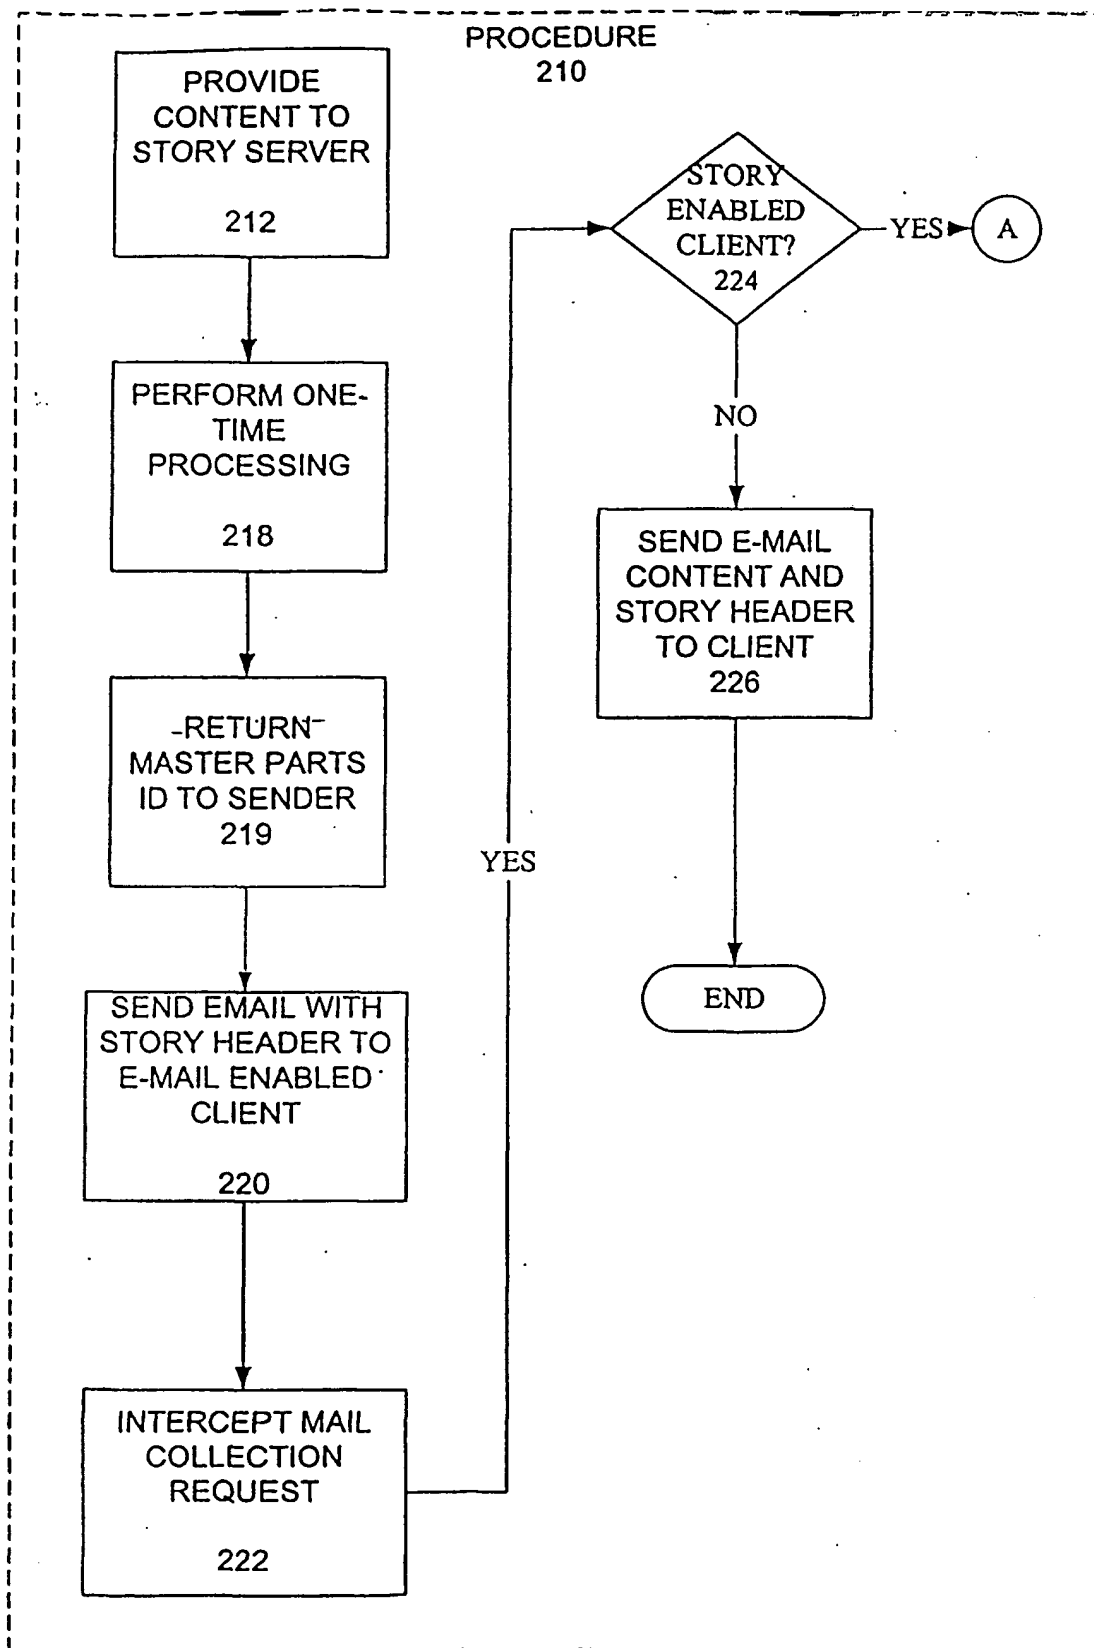 PROCEDURE
210
PROVIDE
CONTENT TO
STORY SERVER
212
PERFORM ONE-
TIME
PROCESSING
218
RETURN
MASTER PARTS
ID TO SENDER
219
SEND EMAIL WITH
STORY HEADER TO
E-MAIL ENABLED
CLIENT
220
INTERCEPT MAIL
COLLECTION
REQUEST
222
YES
STORY
ENABLED
CLIENT?
224
YES
A
NO
SEND E-MAIL
CONTENT AND
STORY HEADER
TO CLIENT
226
END